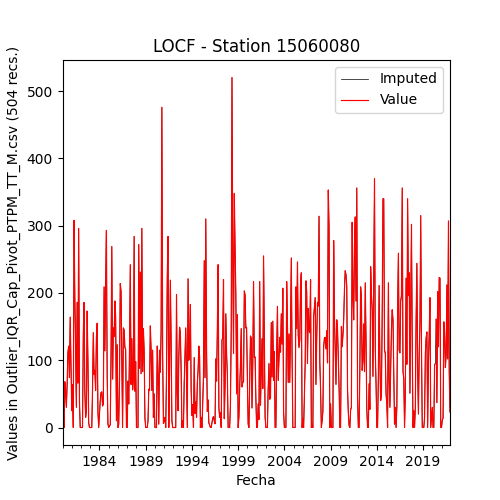 LOCF - Station 15060080
Values in Outlier_IQR_Cap_Pivot_PTPM_TT_M.csv (504 recs.)
500
400
300
200
100
0
Imputed
Value
1984 1989 1994 1999 2004 2009 2014 2019
Fecha